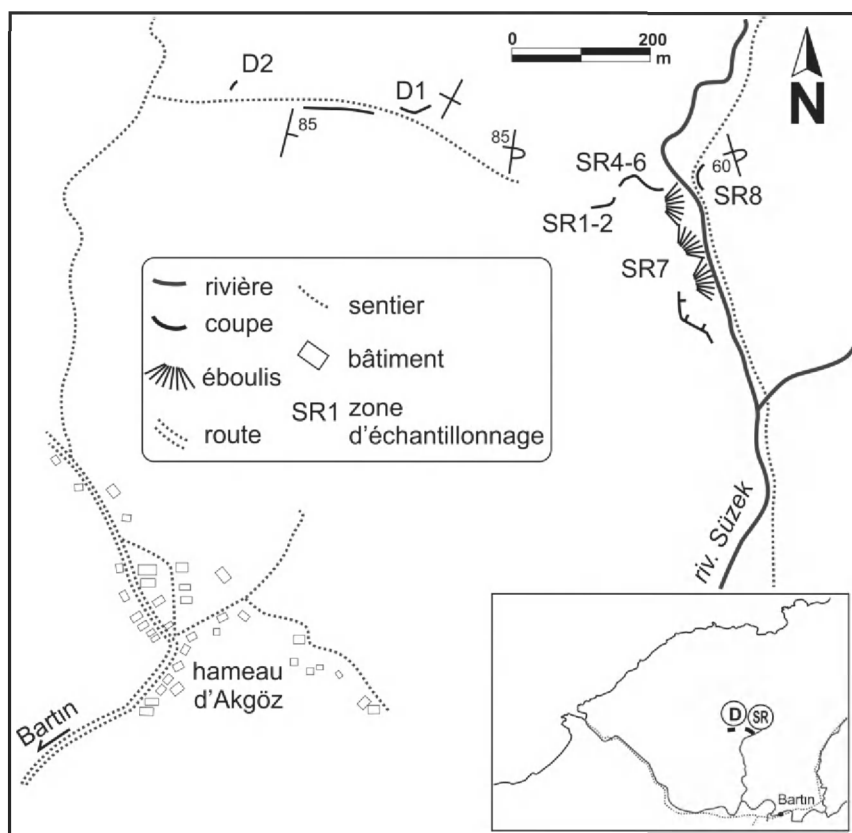 0 200
m
N
D2
D1
85
85
SR4-6
60
SR8
SR1-2
SR7
rivière
sentier
coupe
bâtiment
éboulis
SR1 zone
d'échantillonnage
route
riv. Süzek
hameau
d'Akgöz
Bartın
D
SR
Bartın